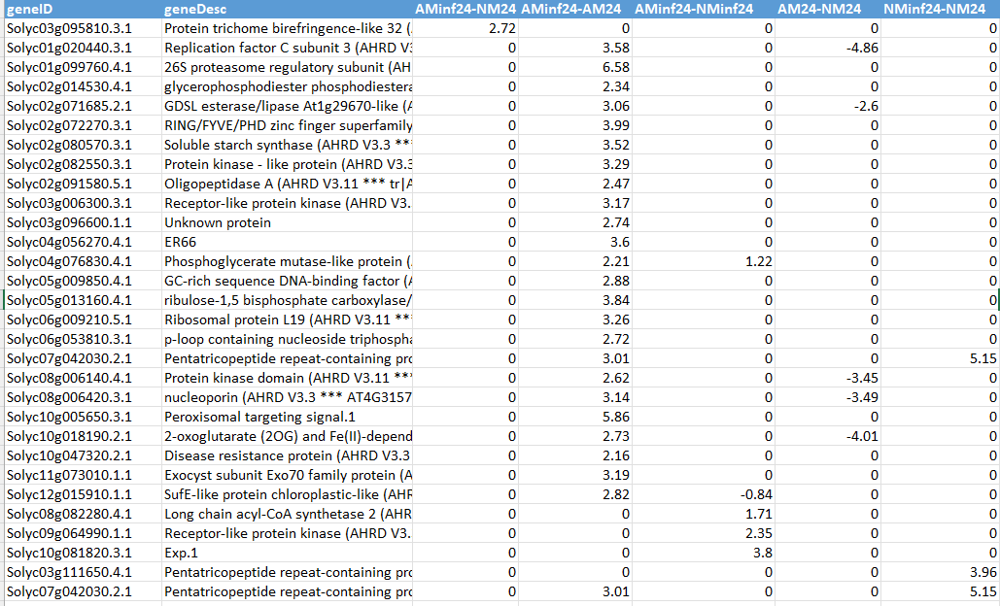 geneID geneDesc AMinf24-NM24 AMinf24-AM24 AMinf24-NMinf24 AM24-NM24 NMinf24-NM24
Solyc03g095810.3.1 Protein trichome birefringence-like 32 (. 2.72 0 0 0 0
Solyc01g020440.3.1 Replication factor C subunit 3 (AHRD V3 0 3.58 0 -4.86 0
Solyc01g099760.4.1 26S proteasome regulatory subunit (AH 0 6.58 0 0 0
Solyc02g014530.4.1 glycerophosphodiester phosphodiestera 0 2.34 0 0 0
Solyc02g071685.2.1 GDSL esterase/lipase At1g29670-like (A 0 3.06 0 -2.6 0
Solyc02g072270.3.1 RING/FYVE/PHD zinc finger superfamily 0 3.99 0 0 0
Solyc02g080570.3.1 Soluble starch synthase (AHRD V3.3 *** 0 3.52 0 0 0
Solyc02g082550.3.1 Protein kinase - like protein (AHRD V3.3 0 3.29 0 0 0
Solyc02g091580.5.1 Oligopeptidase A (AHRD V3.11 *** tr|A 0 2.47 0 0 0
Solyc03g006300.3.1 Receptor-like protein kinase (AHRD V3. 0 3.17 0 0 0
Solyc03g096600.1.1 Unknown protein 0 2.74 0 0 0
Solyc04g056270.4.1 ER66 0 3.6 0 0 0
Solyc04g076830.4.1 Phosphoglycerate mutase-like protein (. 0 2.21 1.22 0 0
Solyc05g009850.4.1 GC-rich sequence DNA-binding factor (A 0 2.88 0 0 0
Solyc05g013160.4.1 ribulose-1,5 bisphosphate carboxylase/ 0 3.84 0 0 0
Solyc06g009210.5.1 Ribosomal protein L19 (AHRD V3.11 *** 0 3.26 0 0 0
Solyc06g053810.3.1 p-loop containing nucleoside triphospha 0 2.72 0 0 0
Solyc07g042030.2.1 Pentatricopeptide repeat-containing pro 0 3.01 0 0 5.15
Solyc08g006140.4.1 Protein kinase domain (AHRD V3.11 *** 0 2.62 0 -3.45 0
Solyc08g006420.3.1 nucleoporin (AHRD V3.3 *** AT4G3157 0 3.14 0 -3.49 0
Solyc10g005650.3.1 Peroxisomal targeting signal.1 0 5.86 0 0 0
Solyc10g018190.2.1 2-oxoglutarate (2OG) and Fe(II)-depend 0 2.73 0 -4.01 0
Solyc10g047320.2.1 Disease resistance protein (AHRD V3.3 0 2.16 0 0 0
Solyc11g073010.1.1 Exocyst subunit Exo70 family protein (A 0 3.19 0 0 0
Solyc12g015910.1.1 SufE-like protein chloroplastic-like (AHR 0 2.82 -0.84 0 0
Solyc08g082280.4.1 Long chain acyl-CoA synthetase 2 (AHR 0 0 1.71 0 0
Solyc09g064990.1.1 Receptor-like protein kinase (AHRD V3. 0 0 2.35 0 0
Solyc10g081820.3.1 Exp.1 0 0 3.8 0 0
Solyc03g111650.4.1 Pentatricopeptide repeat-containing pro 0 0 0 0 3.96
Solyc07g042030.2.1 Pentatricopeptide repeat-containing pro 0 3.01 0 0 5.15